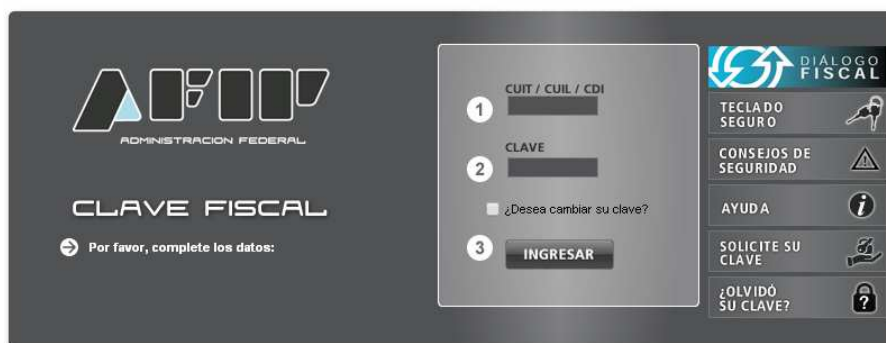 AFIP
ADMINISTRACION FEDERAL
CLAVE FISCAL
Por favor, complete los datos:
CUIT / CUIL / CDI
1
CLAVE
2
¿Desea cambiar su clave?
3
INGRESAR
DIÁLOGO
FISCAL
TECLADO
SEGURO
CONSEJOS DE
SEGURIDAD
AYUDA
SOLICITE SU
CLAVE
¿OLVIDÓ
SU CLAVE?